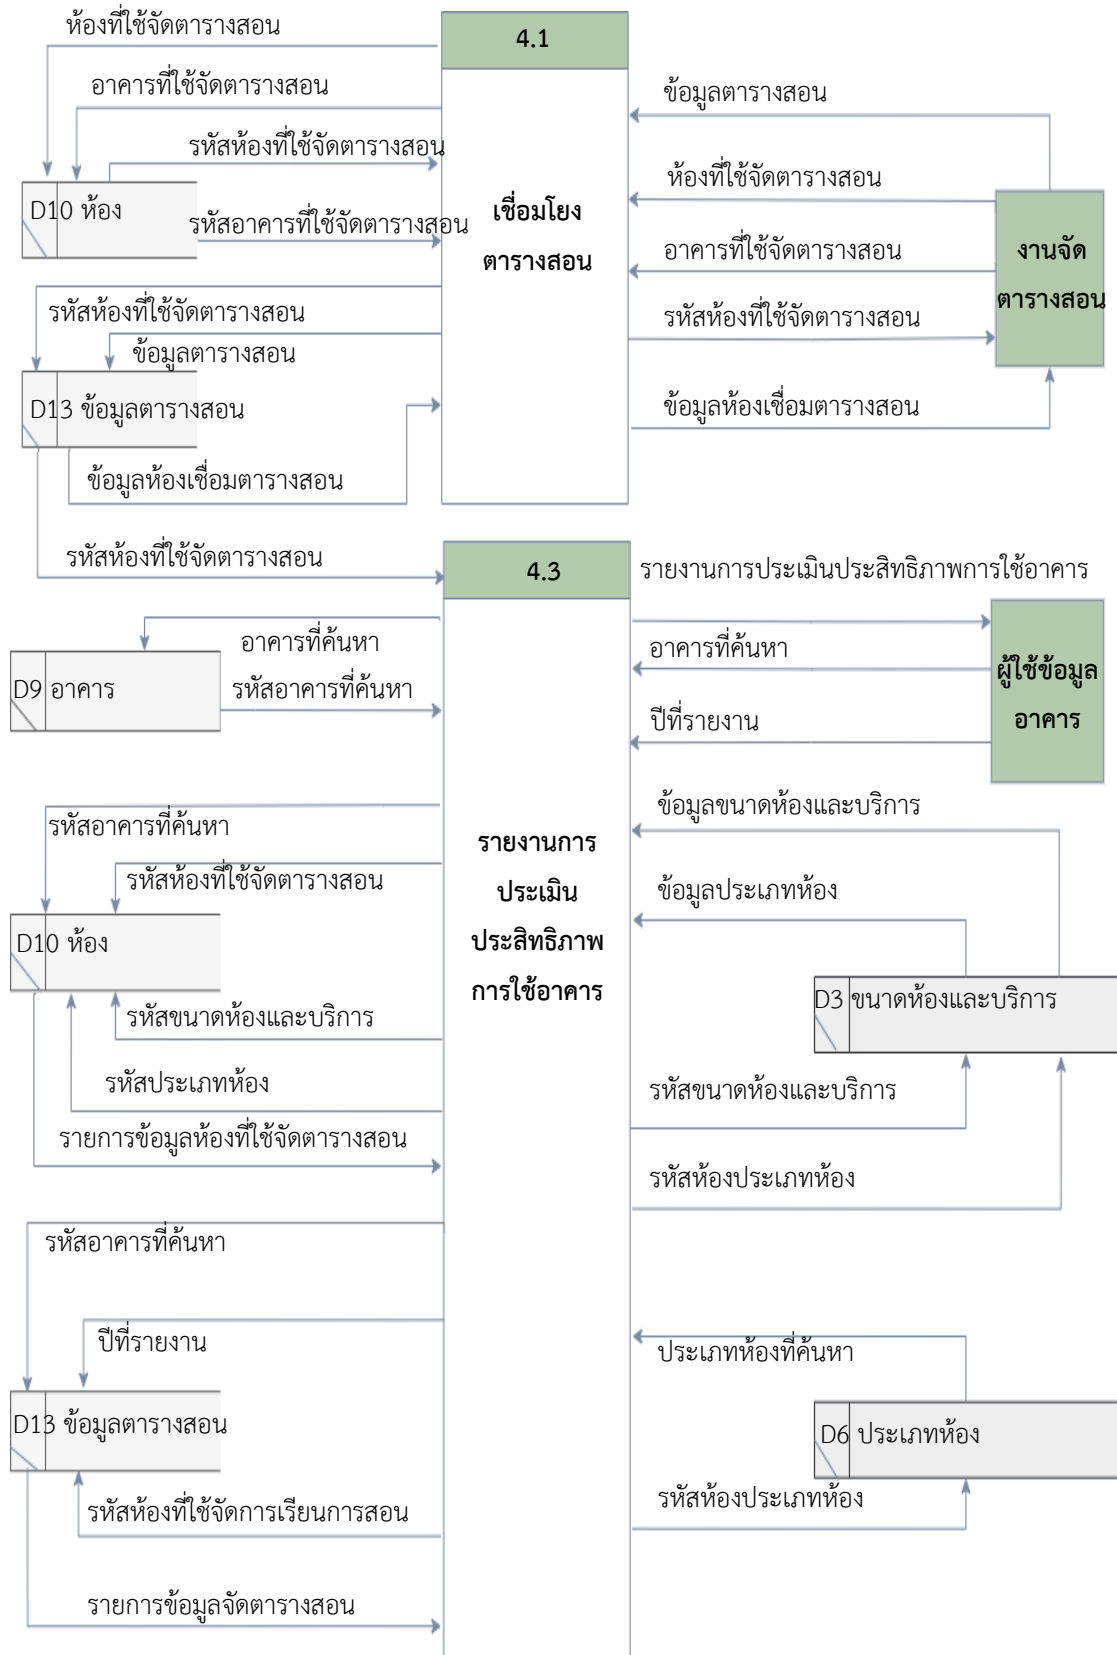 ห้องที่ใช้จัดตารางสอน
4.1
อาคารที่ใช้จัดตารางสอน
ข้อมูลตารางสอน
รหัสห้องที่ใช้จัดตารางสอน
ห้องที่ใช้จัดตารางสอน
D10 ห้อง
รหัสอาคารที่ใช้จัดตารางสอน
เชื่อมโยง
ตารางสอน
อาคารที่ใช้จัดตารางสอน
งานจัด
ตารางสอน
รหัสห้องที่ใช้จัดตารางสอน
รหัสห้องที่ใช้จัดตารางสอน
ข้อมูลตารางสอน
D13 ข้อมูลตารางสอน
ข้อมูลห้องเชื่อมตารางสอน
ข้อมูลห้องเชื่อมตารางสอน
รหัสห้องที่ใช้จัดตารางสอน
4.3
รายงานการประเมินประสิทธิภาพการใช้อาคาร
อาคารที่ค้นหา
อาคารที่ค้นหา
D9 อาคาร
รหัสอาคารที่ค้นหา
ผู้ใช้ข้อมูล
อาคาร
ปีที่รายงาน
ข้อมูลขนาดห้องและบริการ
รหัสอาคารที่ค้นหา
รายงานการ
ประเมิน
ประสิทธิภาพ
การใช้อาคาร
รหัสห้องที่ใช้จัดตารางสอน
ข้อมูลประเภทห้อง
D10 ห้อง
D3 ขนาดห้องและบริการ
รหัสขนาดห้องและบริการ
รหัสประเภทห้อง
รหัสขนาดห้องและบริการ
รายการข้อมูลห้องที่ใช้จัดตารางสอน
รหัสห้องประเภทห้อง
รหัสอาคารที่ค้นหา
ปีที่รายงาน
ประเภทห้องที่ค้นหา
D13 ข้อมูลตารางสอน
D6 ประเภทห้อง
รหัสห้องที่ใช้จัดการเรียนการสอน
รหัสห้องประเภทห้อง
รายการข้อมูลจัดตารางสอน